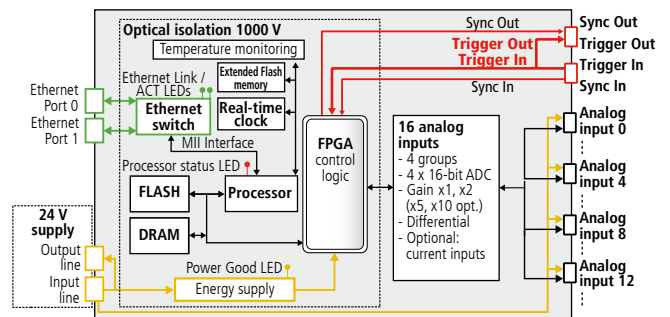 Optical isolation 1000 V
Temperature monitoring
Extended Flash
memory
Real-time
clock
Ethernet Link /
ACT LEDs
Ethernet
Port 0
Ethernet
Port 1
Ethernet
switch
MII Interface
Processor status LED
FLASH
Processor
DRAM
FPGA
control
logic
24 V
supply
Output
line
Input
line
Power Good LED
Energy supply
16 analog
inputs
- 4 groups
- 4 x 16-bit ADC
- Gain x1, x2
(x5, x10 opt.)
- Differential
- Optional:
current inputs
Sync Out
Trigger Out
Trigger In
Sync In
Sync Out
Trigger Out
Trigger In
Sync In
Analog
input 0
Analog
input 4
Analog
input 8
Analog
input 12